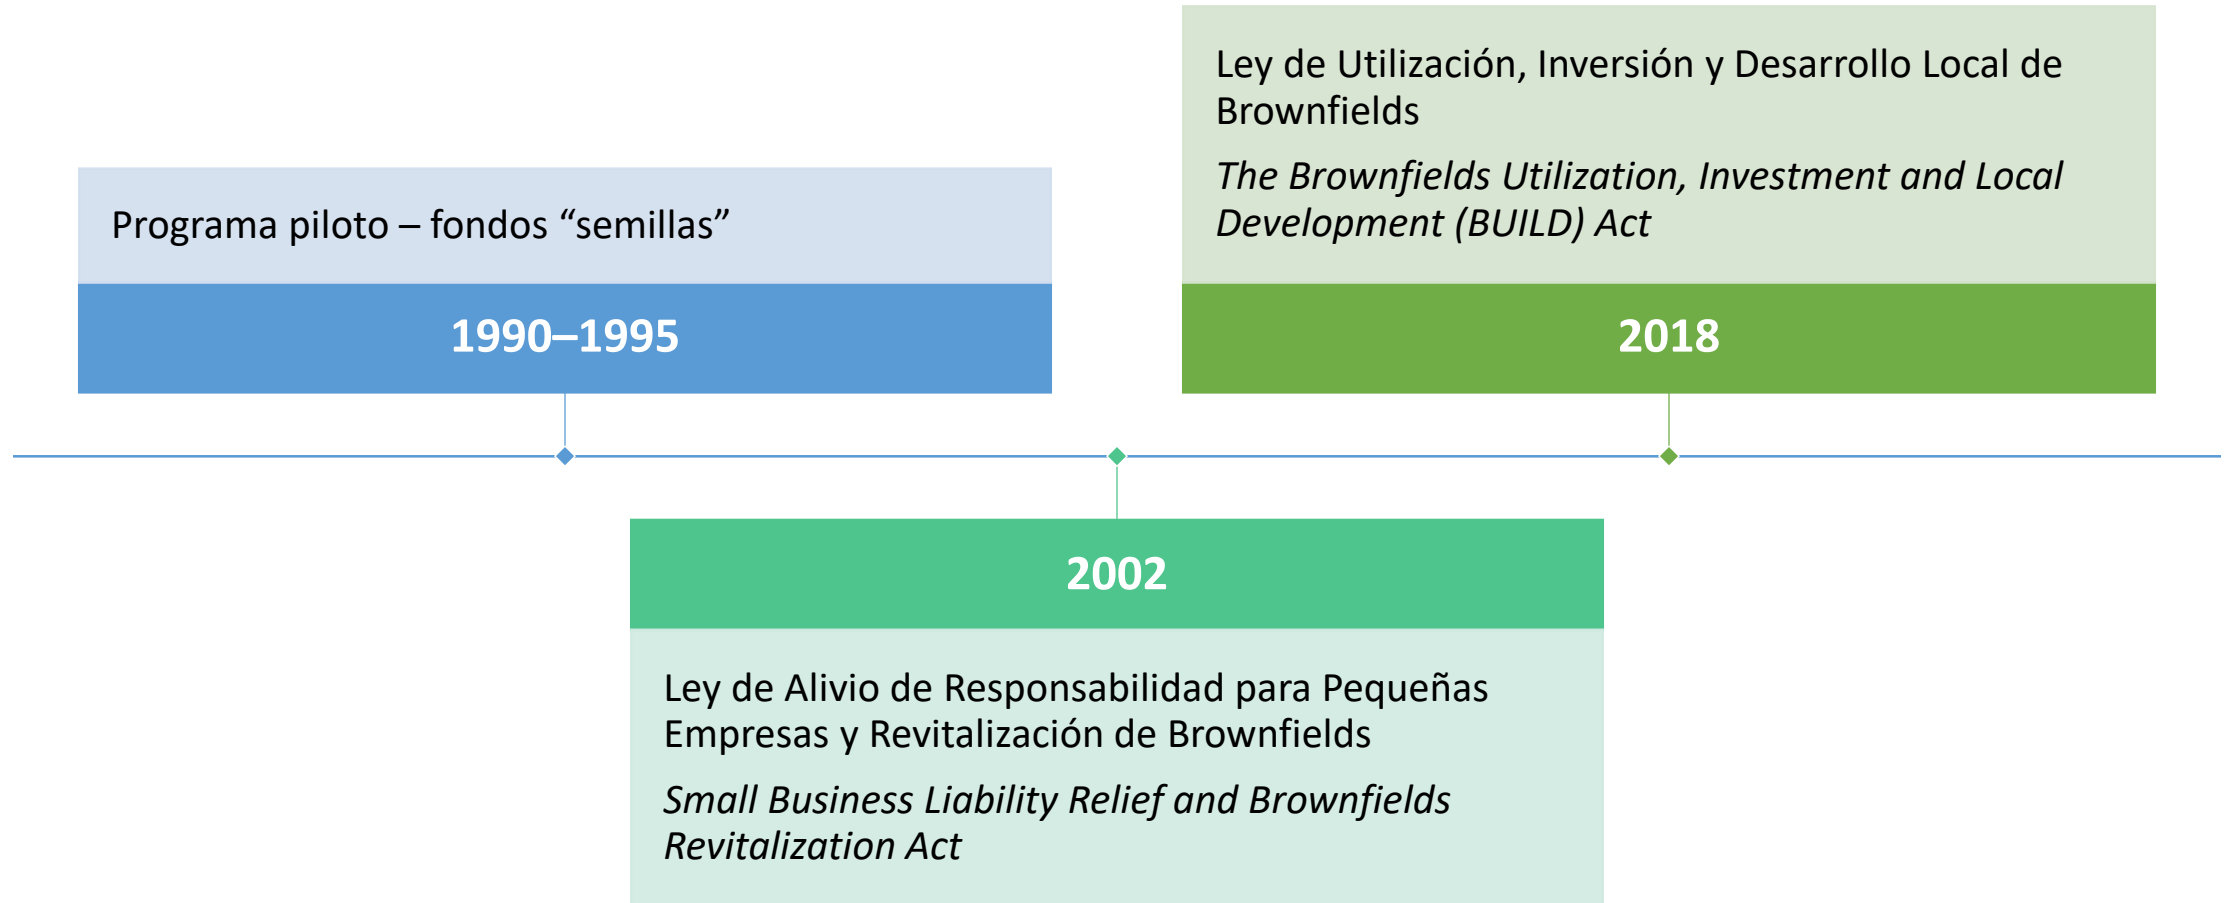 Programa piloto – fondos “semillas”
1990–1995
2002
Ley de Alivio de Responsabilidad para Pequeñas
Empresas y Revitalización de Brownfields
Small Business Liability Relief and Brownfields
Revitalization Act
Ley de Utilización, Inversión y Desarrollo Local de
Brownfields
The Brownfields Utilization, Investment and Local
Development (BUILD) Act
2018